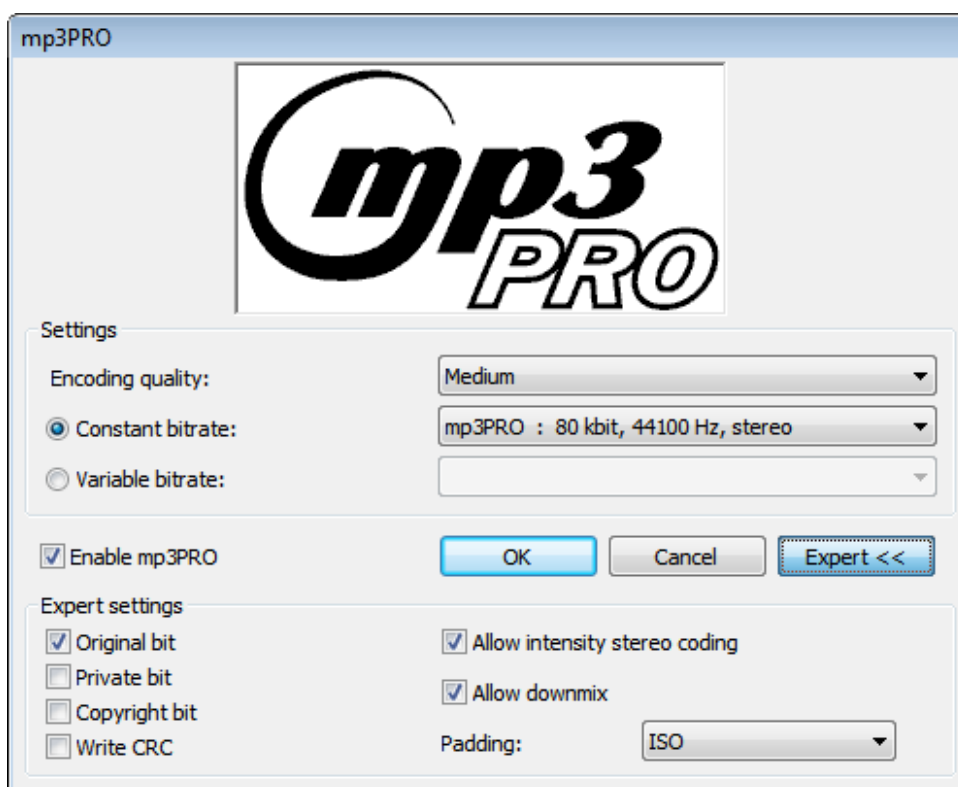 mp3PRO
mp3
PRO
Settings
Encoding quality: Medium
Constant bitrate: mp3PRO : 80 kbit, 44100 Hz, stereo
Variable bitrate:
Enable mp3PRO OK Cancel Expert <<
Expert settings
Original bit Allow intensity stereo coding
Private bit
Allow downmix
Copyright bit
Write CRC Padding: ISO